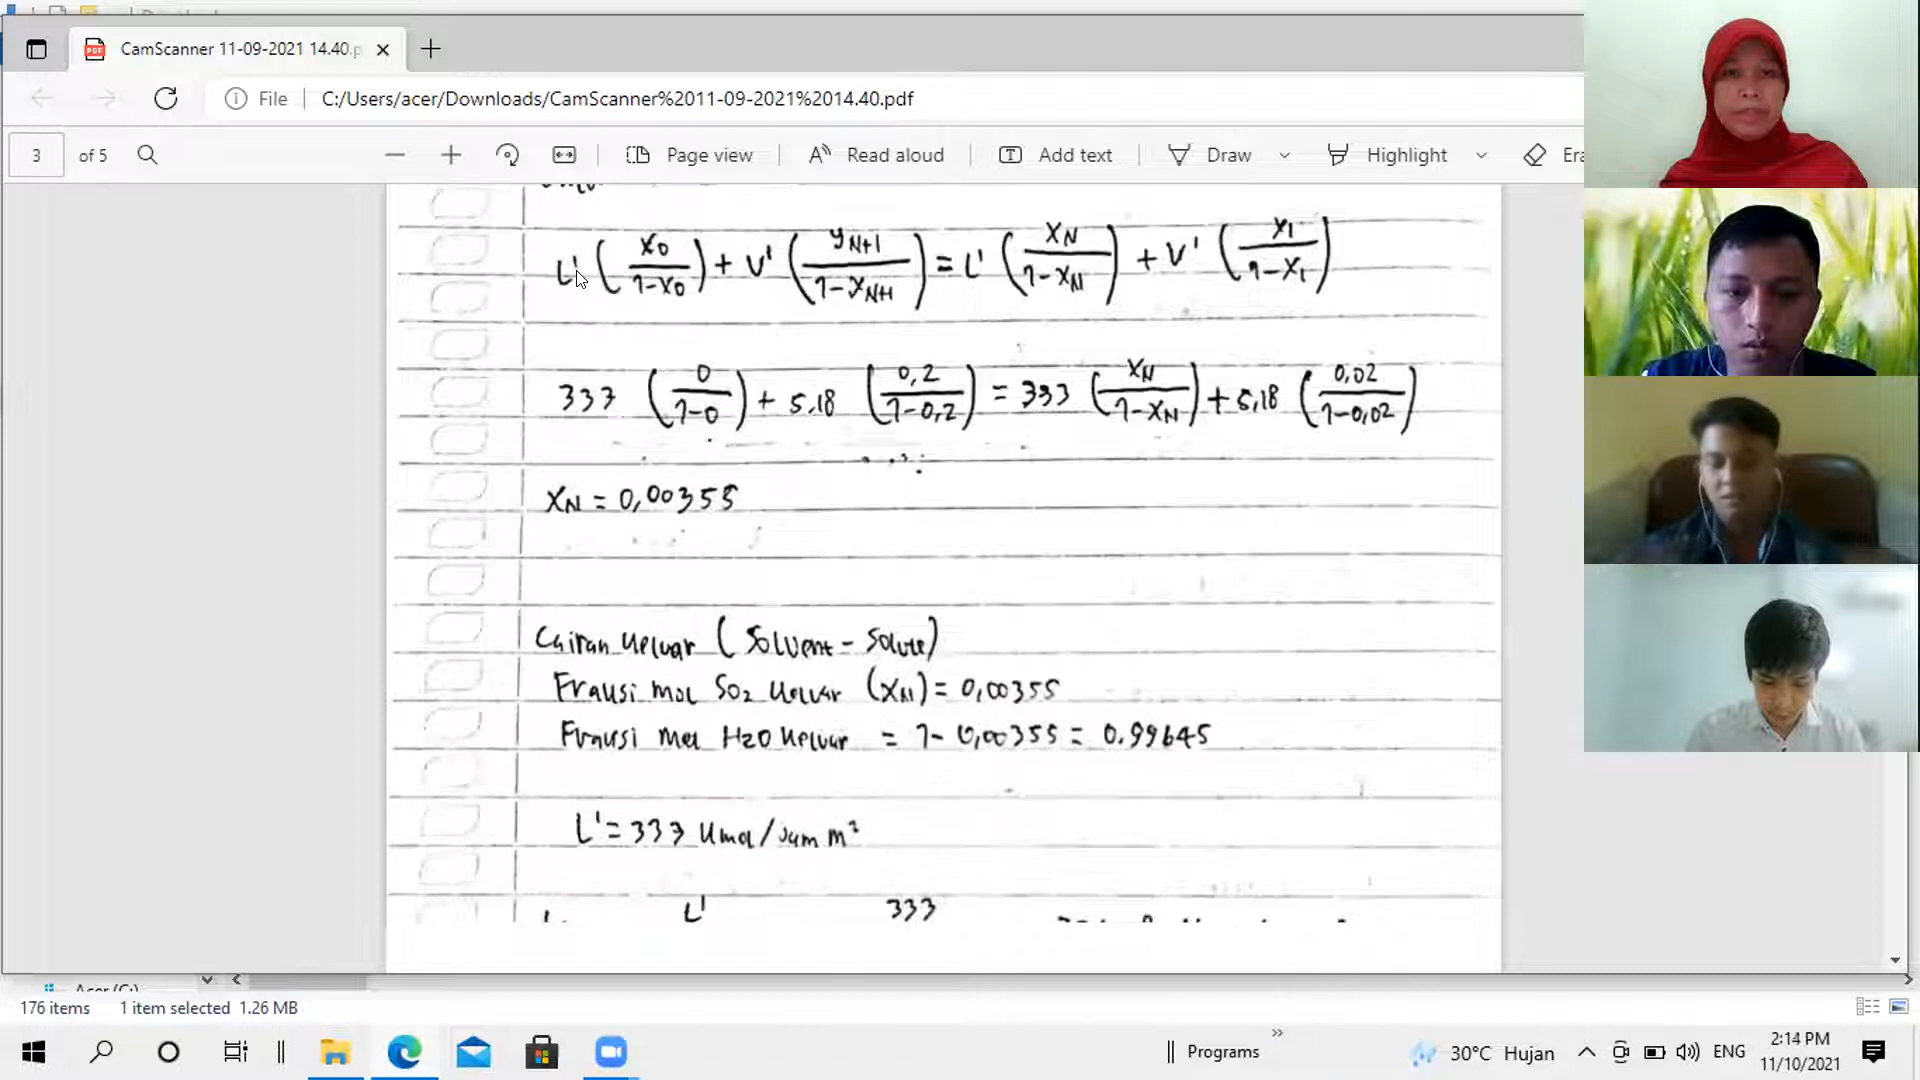 CamScanner 11-09-2021 14.40.p
File C:/Users/acer/Downloads/CamScanner%2011-09-2021%2014.40.pdf
3 of 5 Page view Read aloud Add text Draw Highlight Era
L' (x0/1-x0) + V' (yN+1/1-yN+1) = L' (xN/1-xN) + V' (x1/1-x1)
333 (0/1-0) + 5,18 (0,2/1-0,2) = 333 (xN/1-xN) + 5,18 (0,02/1-0,02)
xN = 0,00355
Cairan Keluar (Solvent - Solute)
Fraksi mol SO2 Keluar (xN) = 0,00355
Fraksi mol H2O Keluar = 1 - 0,00355 = 0.99645
L' = 333 Kmol/jam m²
L' 333
Acer (C:)
176 items 1 item selected 1.26 MB
Programs 30°C Hujan ENG 2:14 PM
11/10/2021